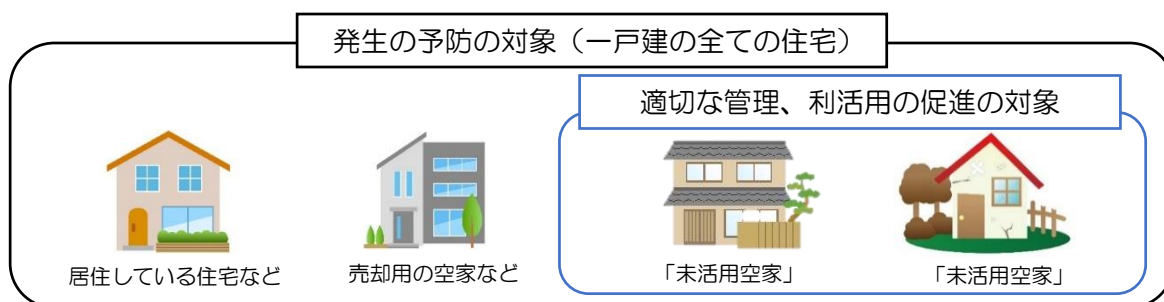 発生の予防の対象（一戸建の全ての住宅）
適切な管理、利活用の促進の対象
居住している住宅など
売却用の空家など
「未活用空家」
「未活用空家」